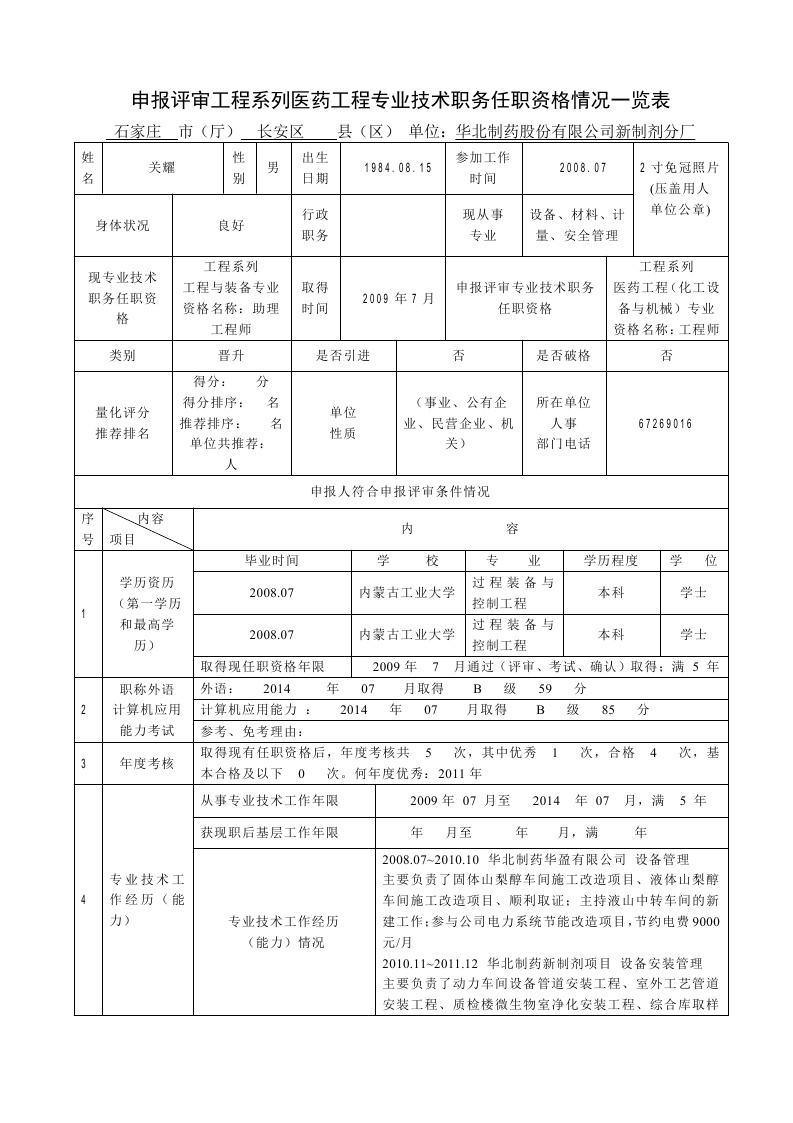 申报评审工程系列医药工程专业技术职务任职资格情况一览表
石家庄 市（厅） 长安区 县（区） 单位：华北制药股份有限公司新制剂分厂
姓名 关耀 性别 男 出生日期 1984.08.15 参加工作时间 2008.07 2 寸免冠照片
(压盖用人
单位公章)
身体状况 良好 行政职务 现从事专业 设备、材料、计
量、安全管理
现专业技术
职务任职资
格
工程系列
工程与装备专业
资格名称：助理
工程师
取得
时间
2009 年 7 月
申报评审专业技术职务
任职资格
工程系列
医药工程（化工设
备与机械）专业
资格名称：工程师
类别 晋升 是否引进 否 是否破格 否
量化评分
推荐排名
得分： 分
得分排序： 名
推荐排序： 名
单位共推荐：
人
单位
性质
（事业、公有企
业、民营企业、机
关）
所在单位
人事
部门电话
67269016
申报人符合申报评审条件情况
序
号
内容
项目
内 容
1
学历资历
（第一学历
和最高学
历）
毕业时间 学 校 专 业 学历程度 学 位
2008.07 内蒙古工业大学 过程装备与
控制工程 本科 学士
2008.07 内蒙古工业大学 过程装备与
控制工程 本科 学士
取得现任职资格年限 2009 年 7 月通过（评审、考试、确认）取得；满 5 年
2
职称外语
计算机应用
能力考试
外语： 2014 年 07 月取得 B 级 59 分
计算机应用能力 ： 2014 年 07 月取得 B 级 85 分
参考、免考理由：
3 年度考核
取得现有任职资格后，年度考核共 5 次，其中优秀 1 次，合格 4 次，基
本合格及以下 0 次。何年度优秀：2011 年
4
专业技术工
作经历（能
力）
从事专业技术工作年限 2009 年 07 月至 2014 年 07 月，满 5 年
获现职后基层工作年限 年 月至 年 月，满 年
专业技术工作经历
（能力）情况
2008.07~2010.10 华北制药华盈有限公司 设备管理
主要负责了固体山梨醇车间施工改造项目、液体山梨醇
车间施工改造项目、顺利取证；主持液山中转车间的新
建工作；参与公司电力系统节能改造项目，节约电费 9000
元/月
2010.11~2011.12 华北制药新制剂项目 设备安装管理
主要负责了动力车间设备管道安装工程、室外工艺管道
安装工程、质检楼微生物室净化安装工程、综合库取样